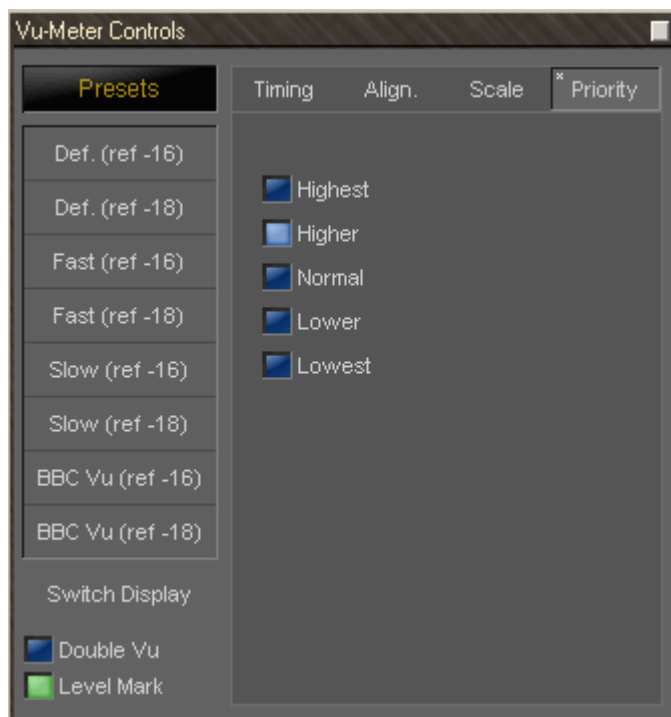 Vu-Meter Controls
Presets
Timing Align. Scale * Priority
Def. (ref -16)
Def. (ref -18)
Fast (ref -16)
Fast (ref -18)
Slow (ref -16)
Slow (ref -18)
BBC Vu (ref -16)
BBC Vu (ref -18)
Switch Display
Double Vu
Level Mark
Highest
Higher
Normal
Lower
Lowest